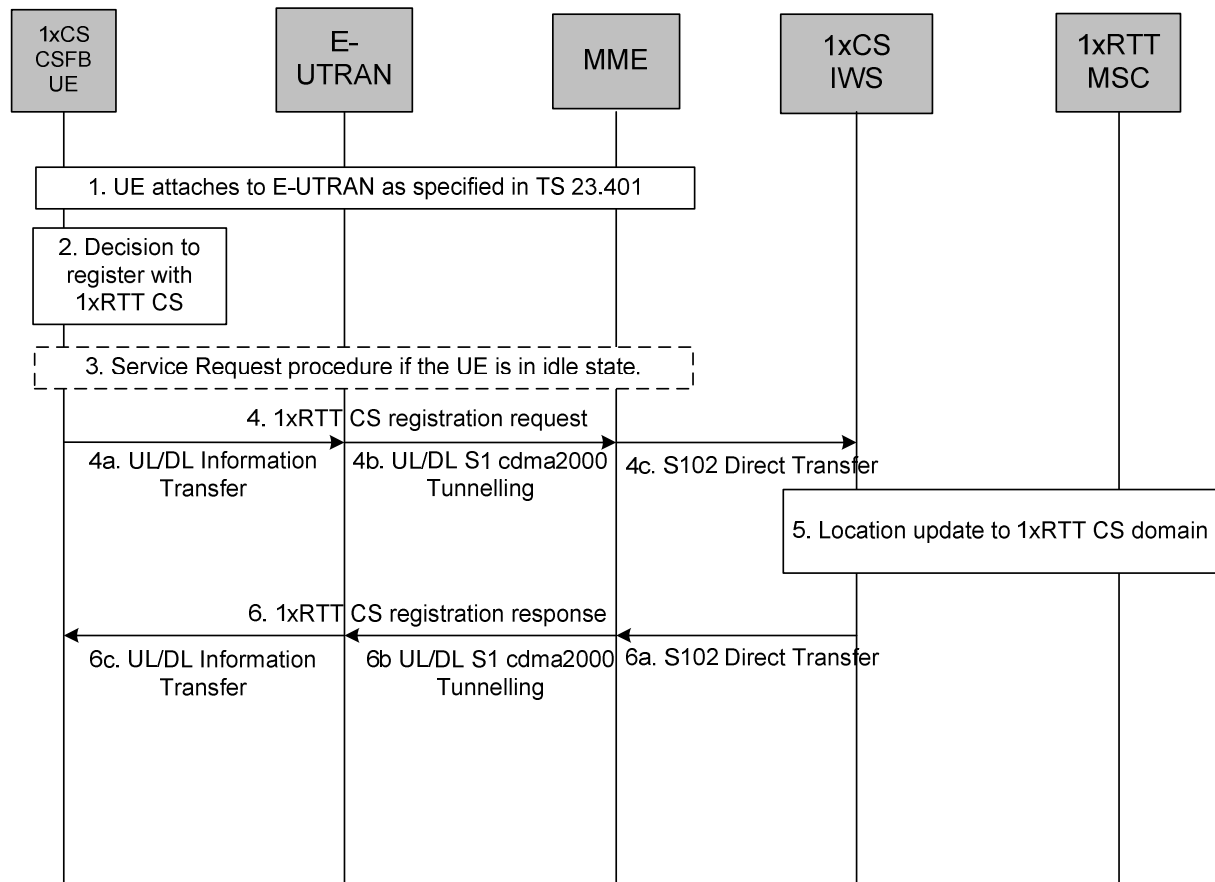 1xCS
CSFB
UE
E-
UTRAN
MME
1xCS
IWS
1xRTT
MSC
1. UE attaches to E-UTRAN as specified in TS 23.401
2. Decision to
register with
1xRTT CS
3. Service Request procedure if the UE is in idle state.
4. 1xRTT CS registration request
4a. UL/DL Information
Transfer
4b. UL/DL S1 cdma2000
Tunnelling
4c. S102 Direct Transfer
5. Location update to 1xRTT CS domain
6. 1xRTT CS registration response
6c. UL/DL Information
Transfer
6b UL/DL S1 cdma2000
Tunnelling
6a. S102 Direct Transfer